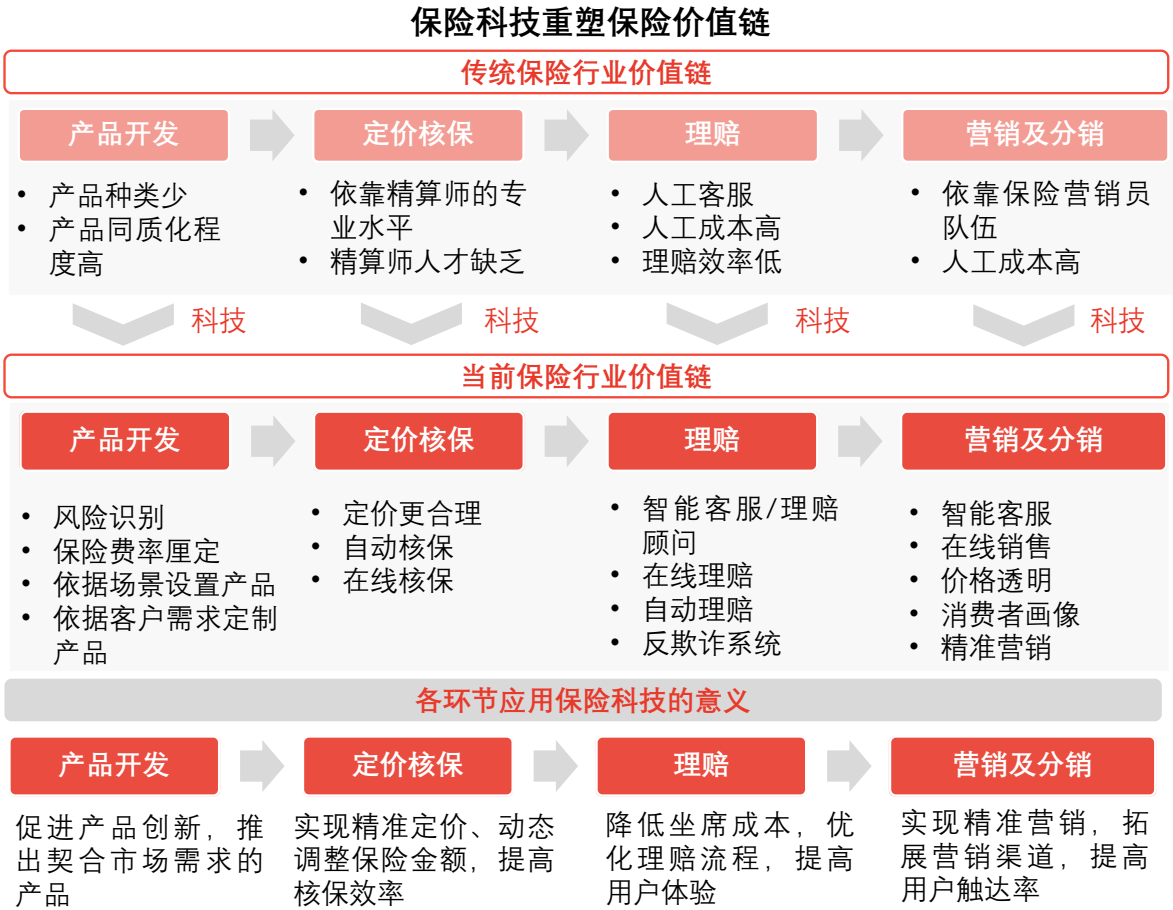 保险科技重塑保险价值链
传统保险行业价值链
产品开发
定价核保
理赔
营销及分销
• 产品种类少
• 产品同质化程
度高
• 依靠精算师的专
业水平
• 精算师人才缺乏
• 人工客服
• 人工成本高
• 理赔效率低
• 依靠保险营销员
队伍
• 人工成本高
科技
科技
科技
科技
当前保险行业价值链
产品开发
定价核保
理赔
营销及分销
• 风险识别
• 保险费率厘定
• 依据场景设置产品
• 依据客户需求定制
产品
• 定价更合理
• 自动核保
• 在线核保
• 智能客服/理赔
顾问
• 在线理赔
• 自动理赔
• 反欺诈系统
• 智能客服
• 在线销售
• 价格透明
• 消费者画像
• 精准营销
各环节应用保险科技的意义
产品开发
定价核保
理赔
营销及分销
促进产品创新，推
出契合市场需求的
产品
实现精准定价、动态
调整保险金额，提高
核保效率
降低坐席成本，优
化理赔流程，提高
用户体验
实现精准营销，拓
展营销渠道，提高
用户触达率